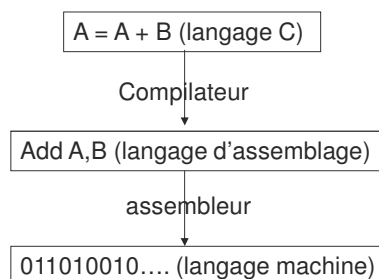 A = A + B (langage C)
Compilateur
Add A,B (langage d'assemblage)
assembleur
011010010.... (langage machine)